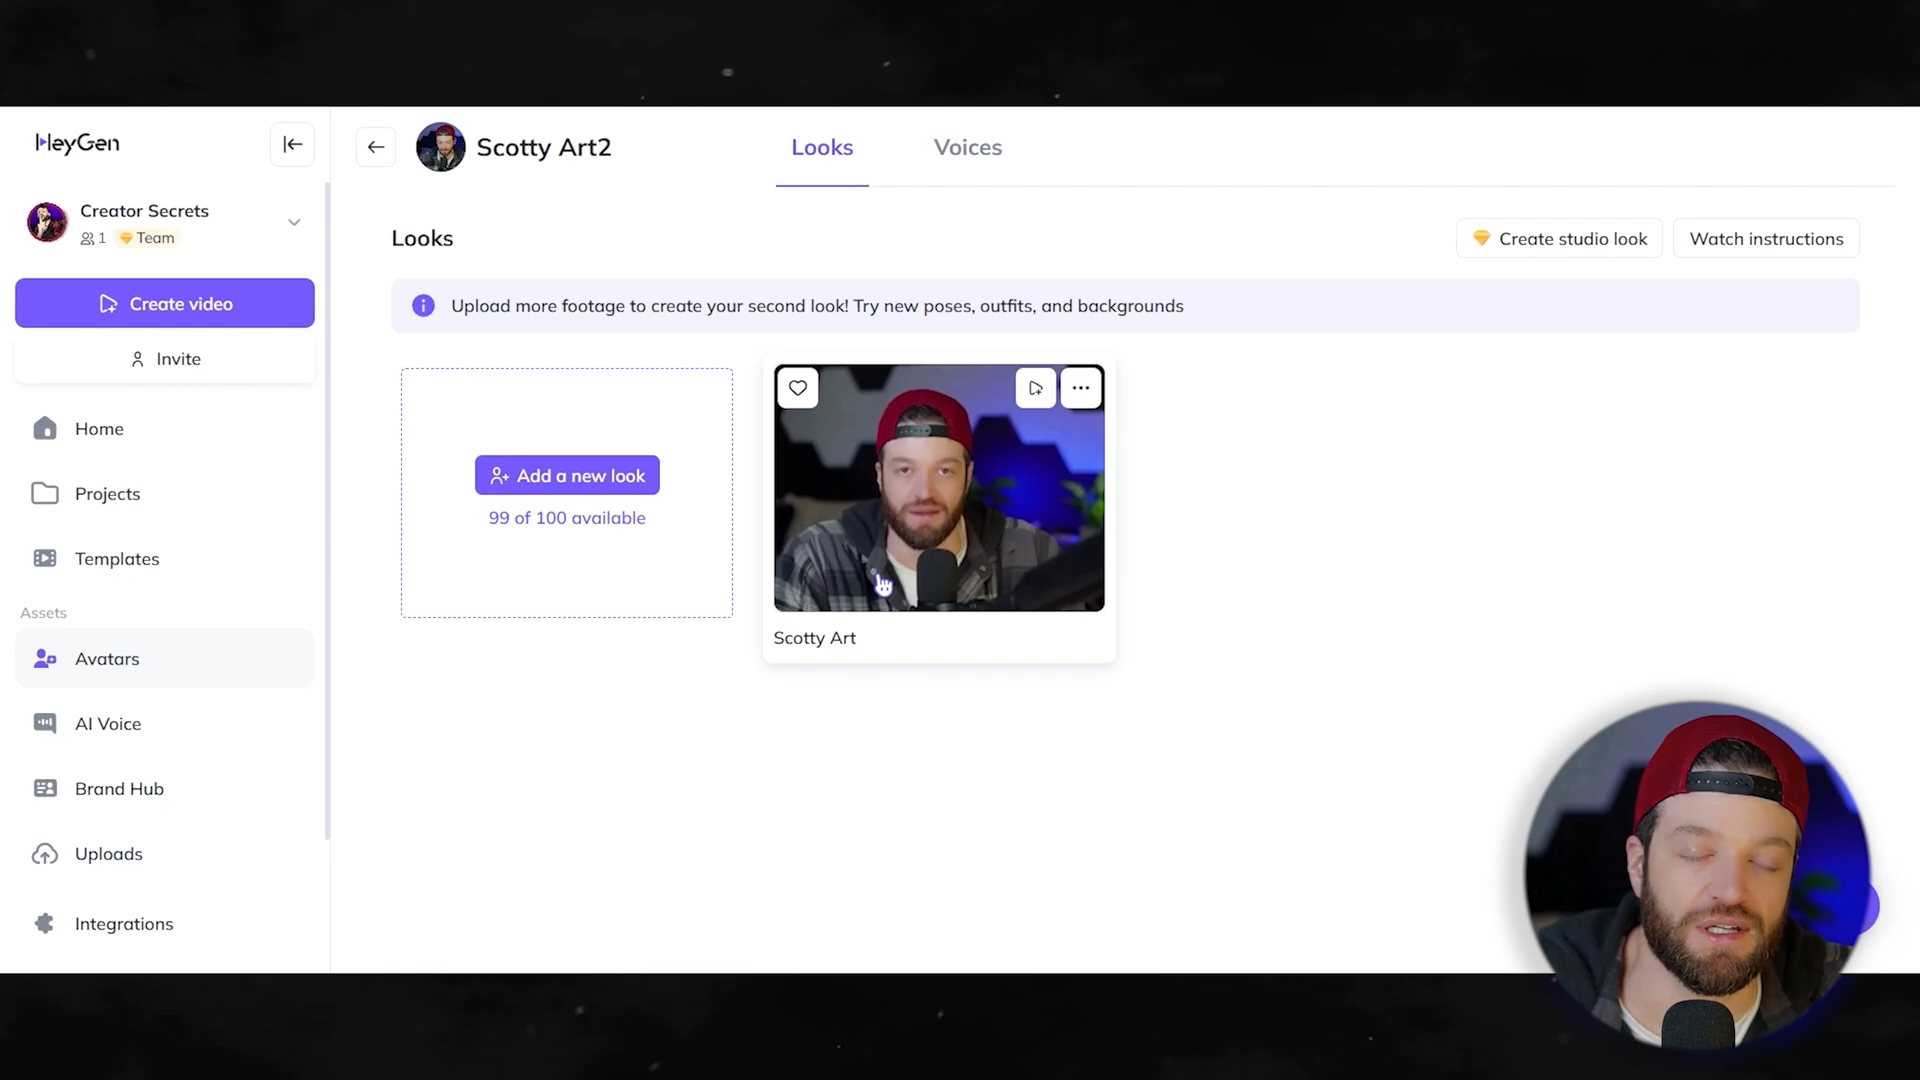 HeyGen
Creator Secrets
1 Team
Create video
Invite
Home
Projects
Templates
Assets
Avatars
AI Voice
Brand Hub
Uploads
Integrations
Scotty Art2
Looks
Voices
Looks
Create studio look
Watch instructions
Upload more footage to create your second look! Try new poses, outfits, and backgrounds
Add a new look
99 of 100 available
Scotty Art